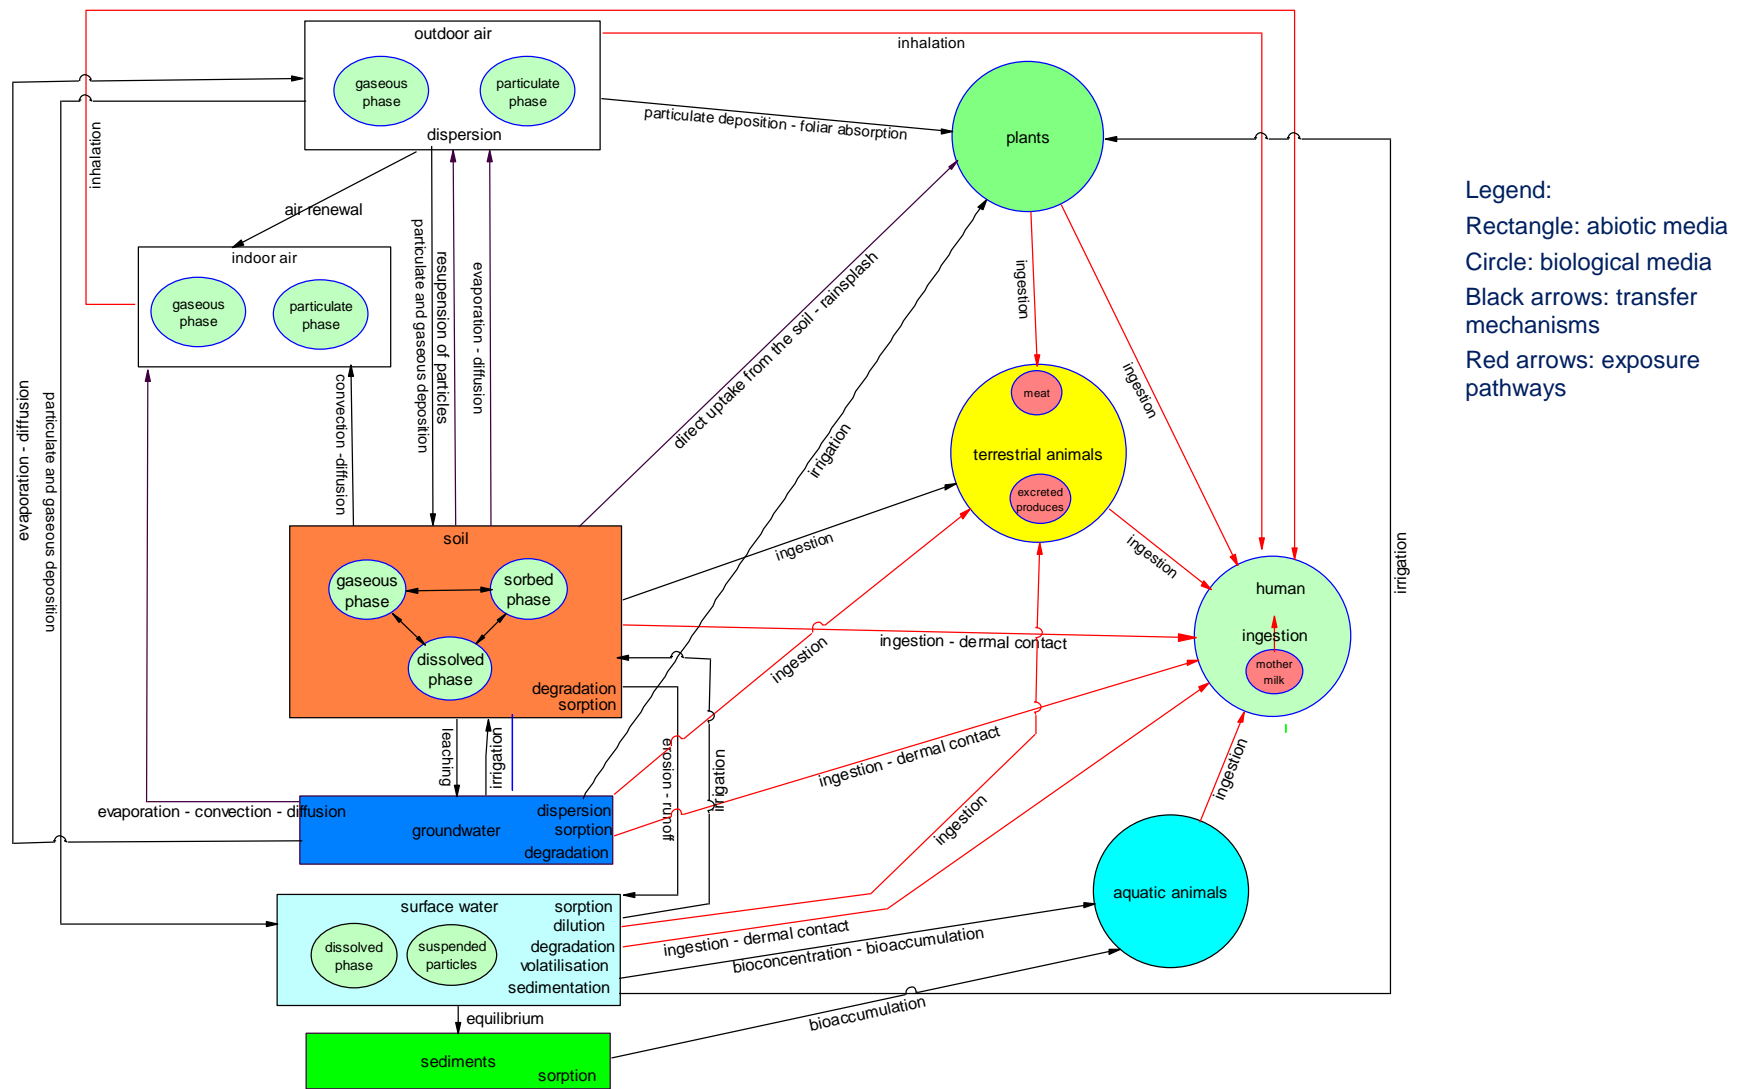 outdoor air
gaseous
phase
particulate
phase
dispersion
inhalation
inhalation
particulate deposition - foliar absorption
plants
air renewal
indoor air
gaseous
phase
particulate
phase
particulate and gaseous deposition
resuspension of particles
evaporation - diffusion
convection -diffusion
direct uptake from the soil - rainsplash
irrigation
ingestion
ingestion
meat
terrestrial animals
excreted
produces
ingestion
ingestion
evaporation - diffusion
particulate and gaseous deposition
soil
gaseous
phase
sorbed
phase
dissolved
phase
degradation
sorption
ingestion
ingestion - dermal contact
human
ingestion
mother
milk
irrigation
leaching
irrigation
erosion - runoff
irrigation
ingestion - dermal contact
ingestion
ingestion
evaporation - convection - diffusion
groundwater
dispersion
sorption
degradation
aquatic animals
surface water
dissolved
phase
suspended
particles
sorption
dilution
degradation
volatilisation
sedimentation
ingestion - dermal contact
bioconcentration - bioaccumulation
bioaccumulation
equilibrium
sediments
sorption
Legend:
Rectangle: abiotic media
Circle: biological media
Black arrows: transfer
mechanisms
Red arrows: exposure
pathways